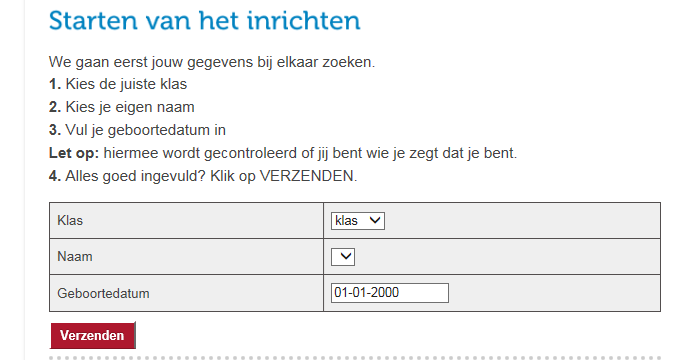 Starten van het inrichten
We gaan eerst jouw gegevens bij elkaar zoeken.
1. Kies de juiste klas
2. Kies je eigen naam
3. Vul je geboortedatum in
Let op: hiermee wordt gecontroleerd of jij bent wie je zegt dat je bent.
4. Alles goed ingevuld? Klik op VERZENDEN.
Klas klas
Naam
Geboortedatum 01-01-2000
Verzenden